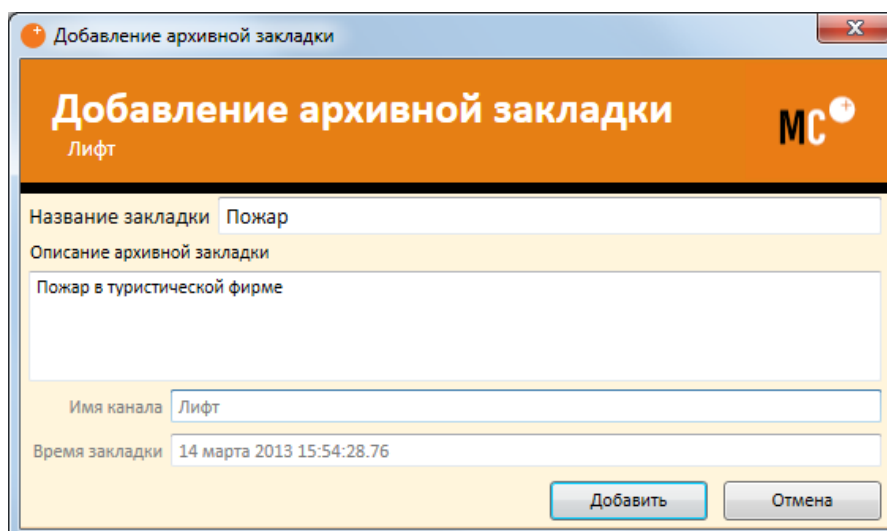 Добавление архивной закладки
Добавление архивной закладки
Лифт
МС
Название закладки Пожар
Описание архивной закладки
Пожар в туристической фирме
Имя канала Лифт
Время закладки 14 марта 2013 15:54:28.76
Добавить Отмена